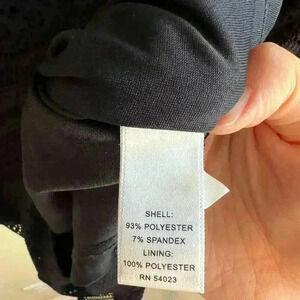 SHELL:
93% POLYESTER
7% SPANDEX
LINING:
100% POLYESTER
RN 54023